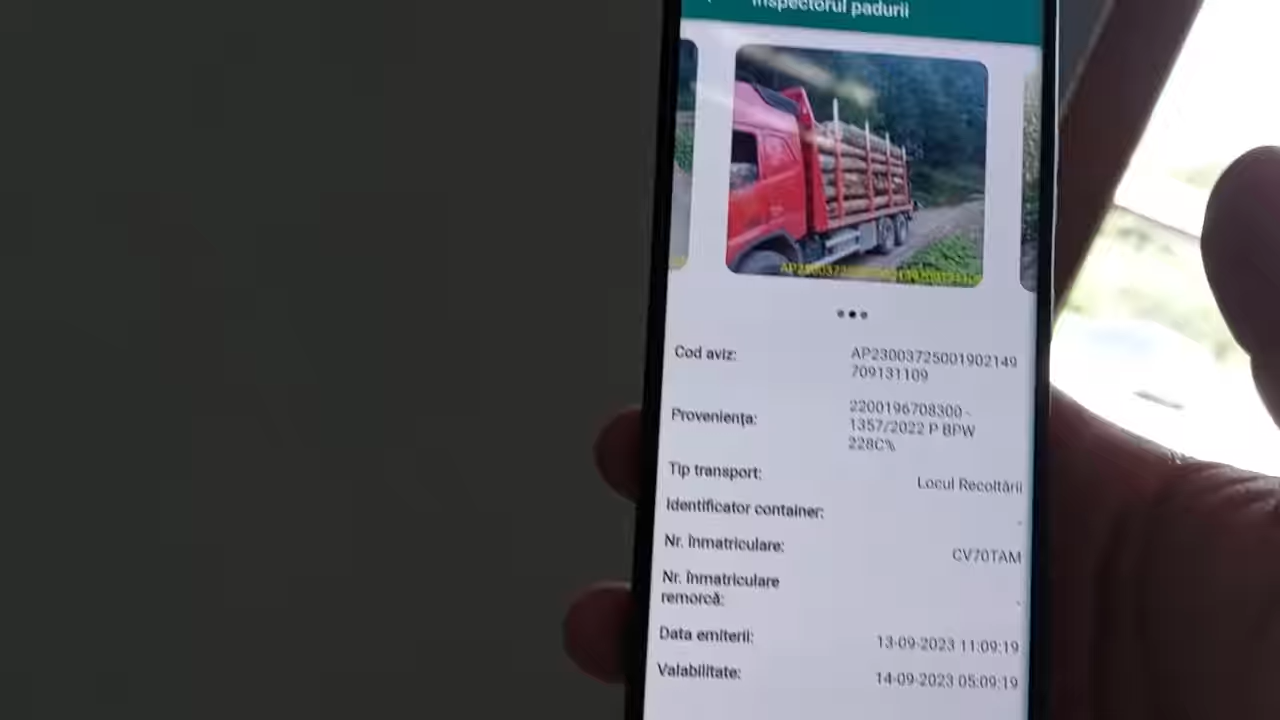 Inspectorul padurii
Cod aviz:
AP23003725001902149
709131109
Proveniența:
2200196708300 -
1357/2022 P BPW
228C%
Tip transport:
Locul Recoltării
Identificator container:
-
Nr. înmatriculare:
CV70TAM
Nr. înmatriculare
remorcă:
-
Data emiterii:
13-09-2023 11:09:19
Valabilitate:
14-09-2023 05:09:19